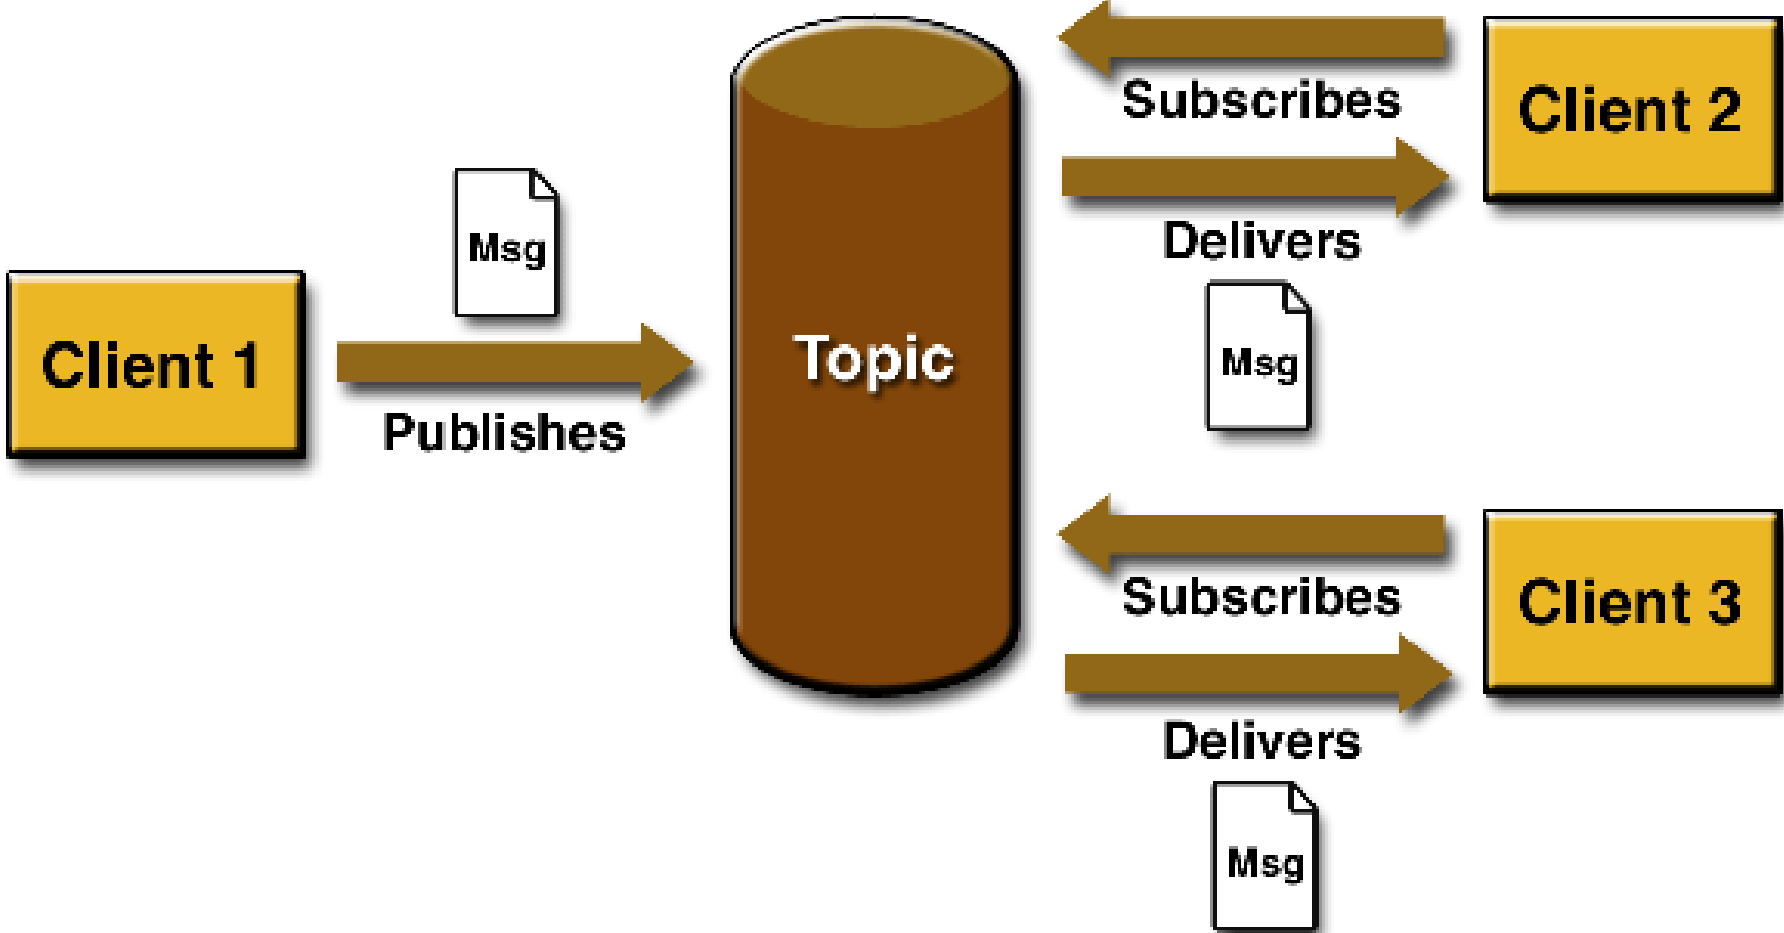 Client 1
Msg
Publishes
Topic
Subscribes
Client 2
Delivers
Msg
Subscribes
Client 3
Delivers
Msg